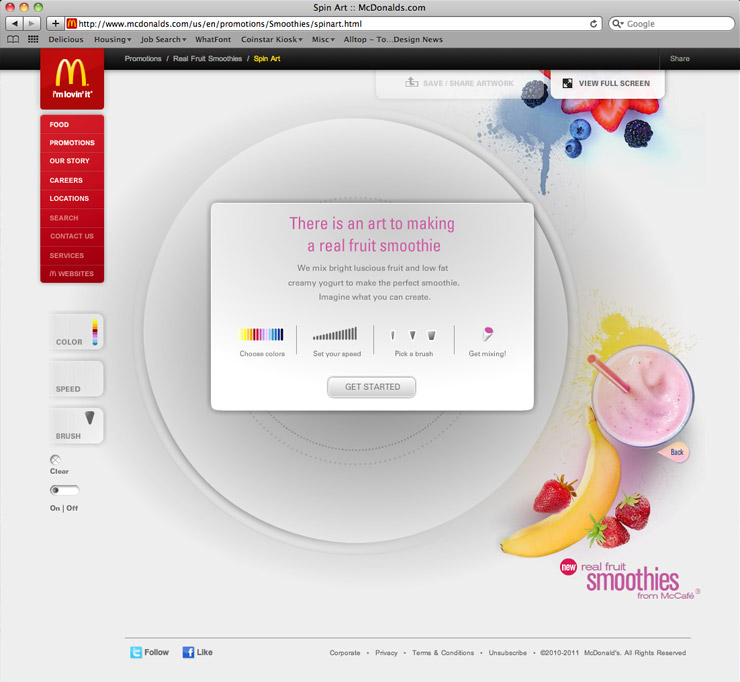 Spin Art :: McDonalds.com
http://www.mcdonalds.com/us/en/promotions/Smoothies/spinart.html
Google
Delicious Housing Job Search WhatFont Coinstar Kiosk Misc Alltop – To...Design News
Promotions / Real Fruit Smoothies / Spin Art
Share
SAVE / SHARE ARTWORK
VIEW FULL SCREEN
i'm lovin' it
FOOD
PROMOTIONS
OUR STORY
CAREERS
LOCATIONS
SEARCH
CONTACT US
SERVICES
m WEBSITES
COLOR
SPEED
BRUSH
Clear
On | Off
There is an art to making
a real fruit smoothie
We mix bright luscious fruit and low fat
creamy yogurt to make the perfect smoothie.
Imagine what you can create.
Choose colors
Set your speed
Pick a brush
Get mixing!
GET STARTED
Back
new real fruit
smoothies
from McCafé®
Follow
Like
Corporate • Privacy • Terms & Conditions • Unsubscribe • ©2010-2011 McDonald's. All Rights Reserved